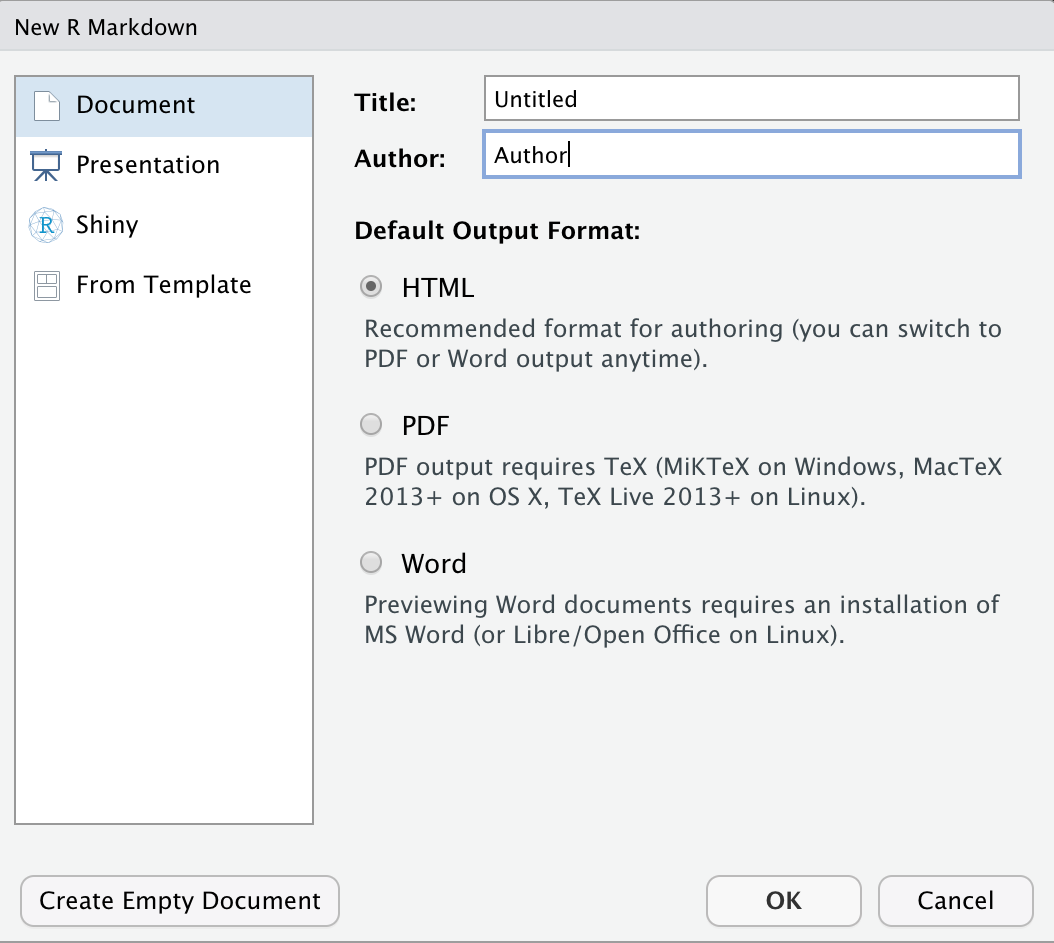 New R Markdown
Document
Presentation
R Shiny
From Template
Title: Untitled
Author: Author
Default Output Format:
HTML
Recommended format for authoring (you can switch to
PDF or Word output anytime).
PDF
PDF output requires TeX (MiKTeX on Windows, MacTeX
2013+ on OS X, TeX Live 2013+ on Linux).
Word
Previewing Word documents requires an installation of
MS Word (or Libre/Open Office on Linux).
Create Empty Document
OK
Cancel